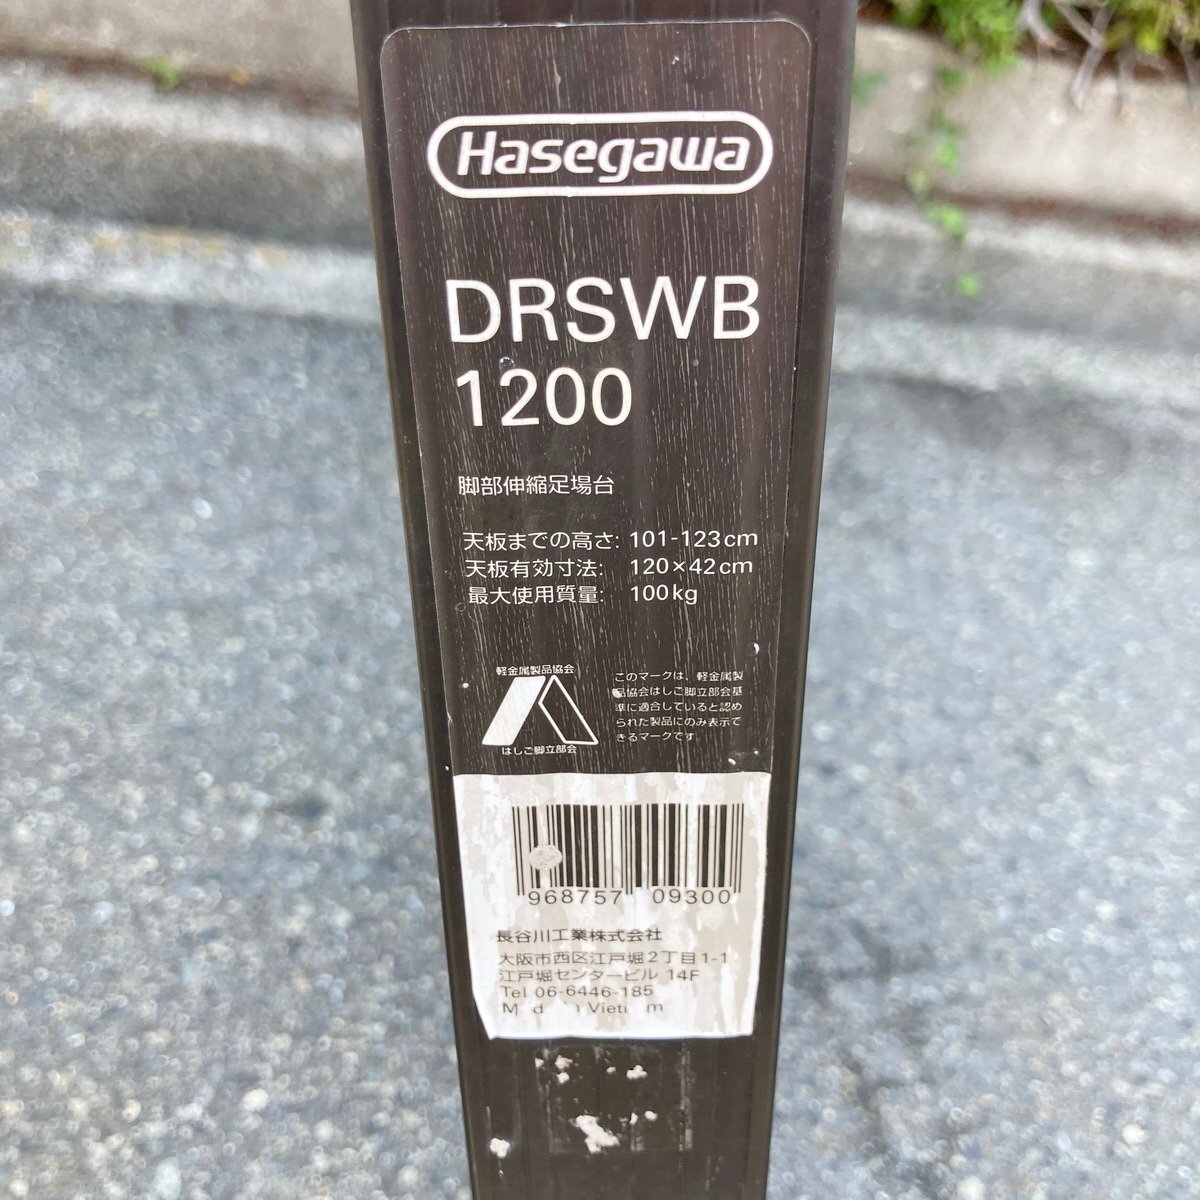 Hasegawa
DRSWB
1200
脚部伸縮足場台
天板までの高さ: 101-123cm
天板有効寸法: 120×42cm
最大使用質量: 100kg
軽金属製品協会
はしご脚立部会
このマークは、軽金属製
品協会はしご脚立部会基
準に適合していると認め
られた製品にのみ表示で
きるマークです。
968757 09300
長谷川工業株式会社
大阪市西区江戸堀2丁目1-1
江戸堀センタービル 14F
Tel 06-6446-185